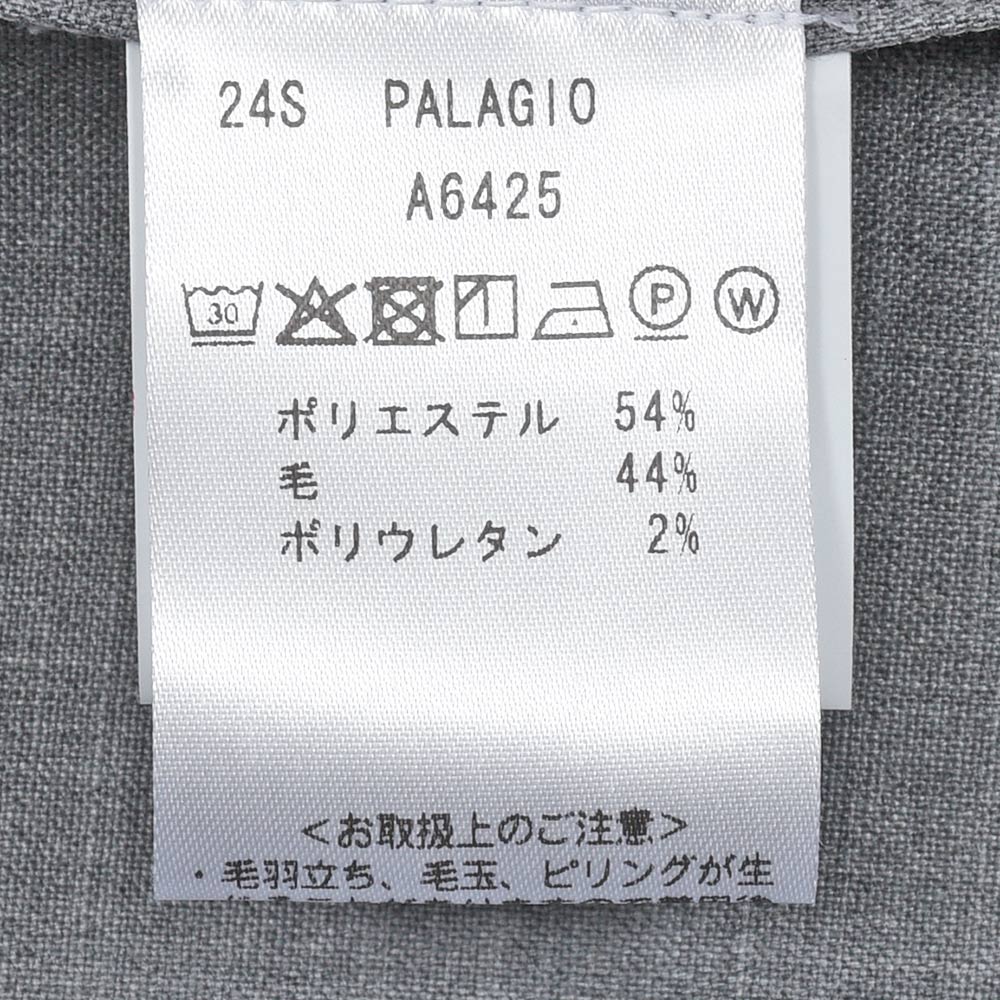 24S PALAGIO
A6425
30 P W
ポリエステル 54%
毛 44%
ポリウレタン 2%
＜お取扱上のご注意＞
・毛羽立ち、毛玉、ピリングが生